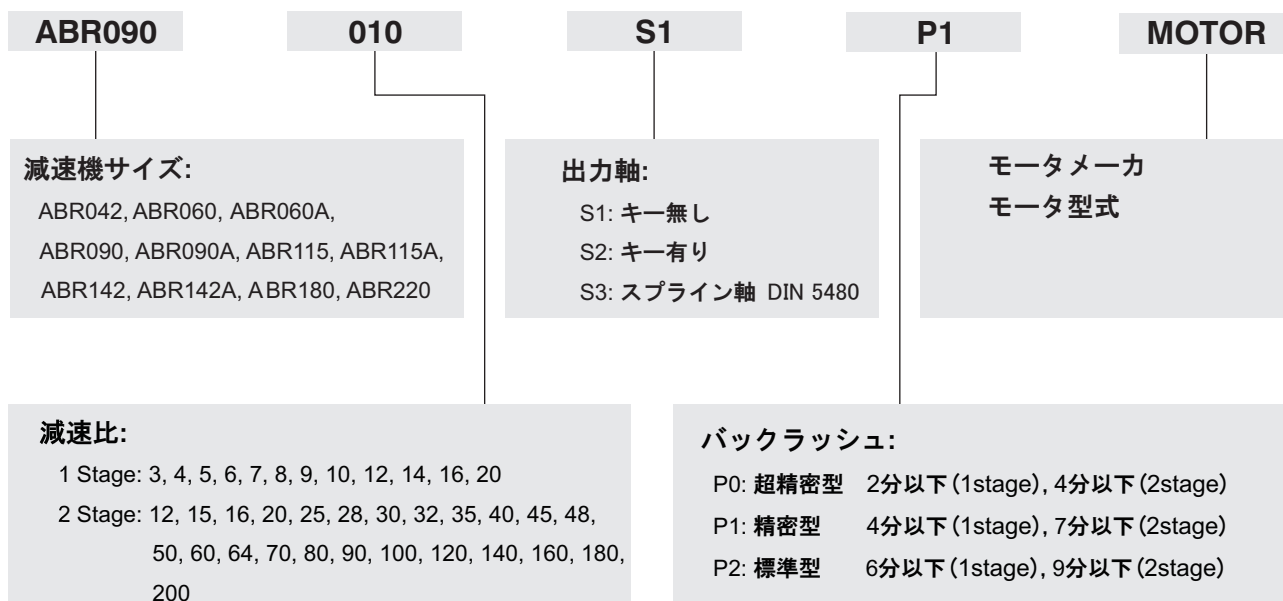 ABR090 010 S1 P1 MOTOR
減速機サイズ:
ABR042, ABR060, ABR060A,
ABR090, ABR090A, ABR115, ABR115A,
ABR142, ABR142A, ABR180, ABR220
出力軸:
S1: キー無し
S2: キー有り
S3: スプライン軸 DIN 5480
モータメーカ
モータ型式
減速比:
1 Stage: 3, 4, 5, 6, 7, 8, 9, 10, 12, 14, 16, 20
2 Stage: 12, 15, 16, 20, 25, 28, 30, 32, 35, 40, 45, 48,
50, 60, 64, 70, 80, 90, 100, 120, 140, 160, 180,
200
バックラッシュ:
P0: 超精密型 2分以下(1stage), 4分以下(2stage)
P1: 精密型 4分以下(1stage), 7分以下(2stage)
P2: 標準型 6分以下(1stage), 9分以下(2stage)